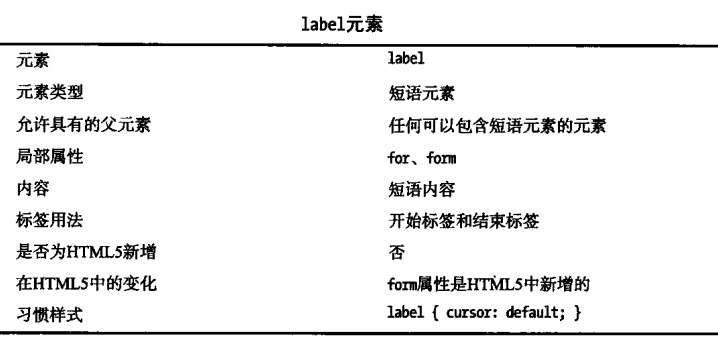 label元素
元素 label
元素类型 短语元素
允许具有的父元素 任何可以包含短语元素的元素
局部属性 for、form
内容 短语内容
标签用法 开始标签和结束标签
是否为HTML5新增 否
在HTML5中的变化 form属性是HTML5中新增的
习惯样式 label { cursor: default; }